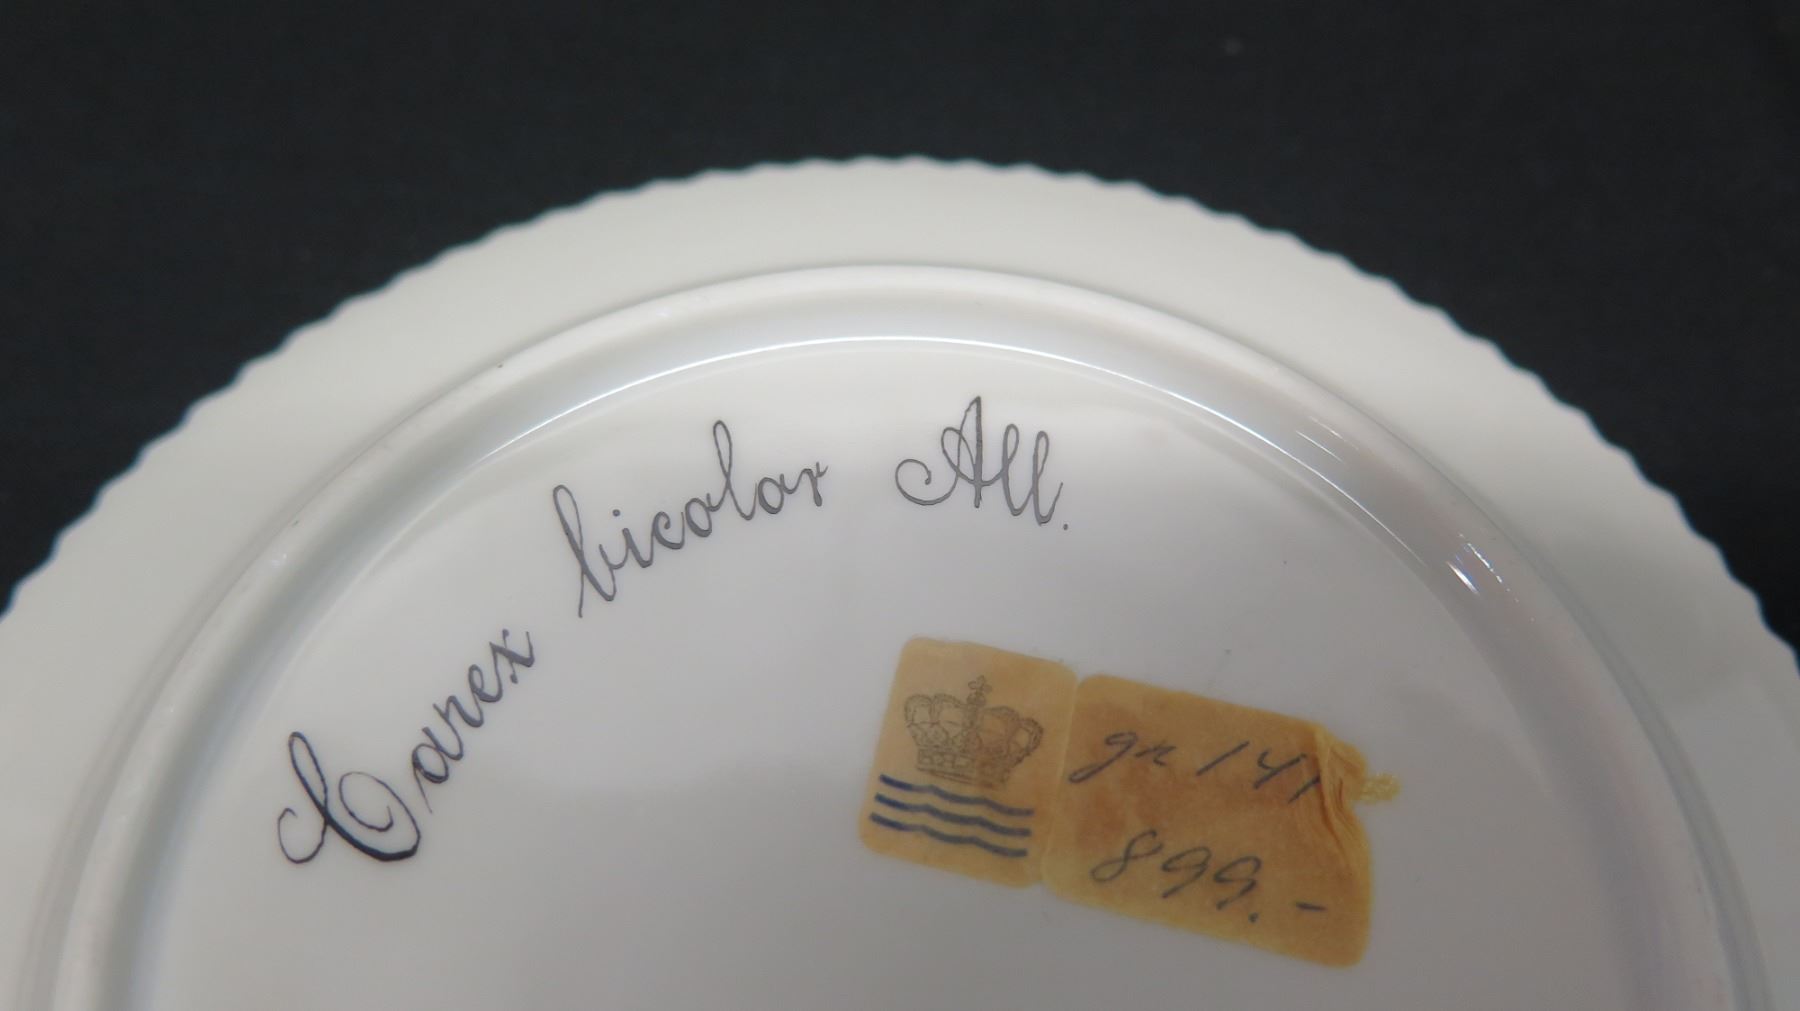 Carex bicolor All.
gr 141
899.-